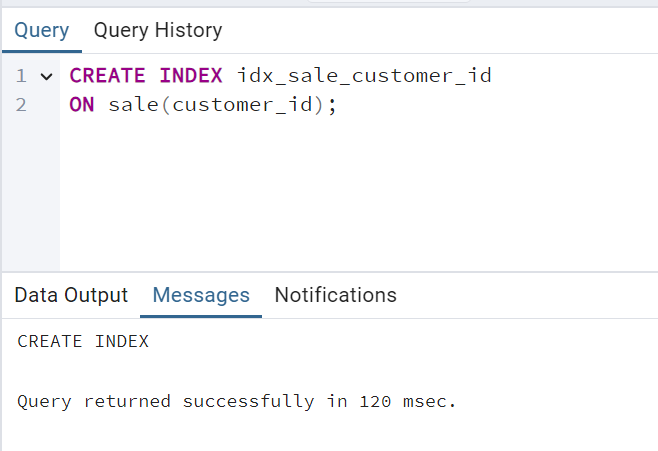 Query Query History
1 CREATE INDEX idx_sale_customer_id
2 ON sale(customer_id);
Data Output Messages Notifications
CREATE INDEX
Query returned successfully in 120 msec.